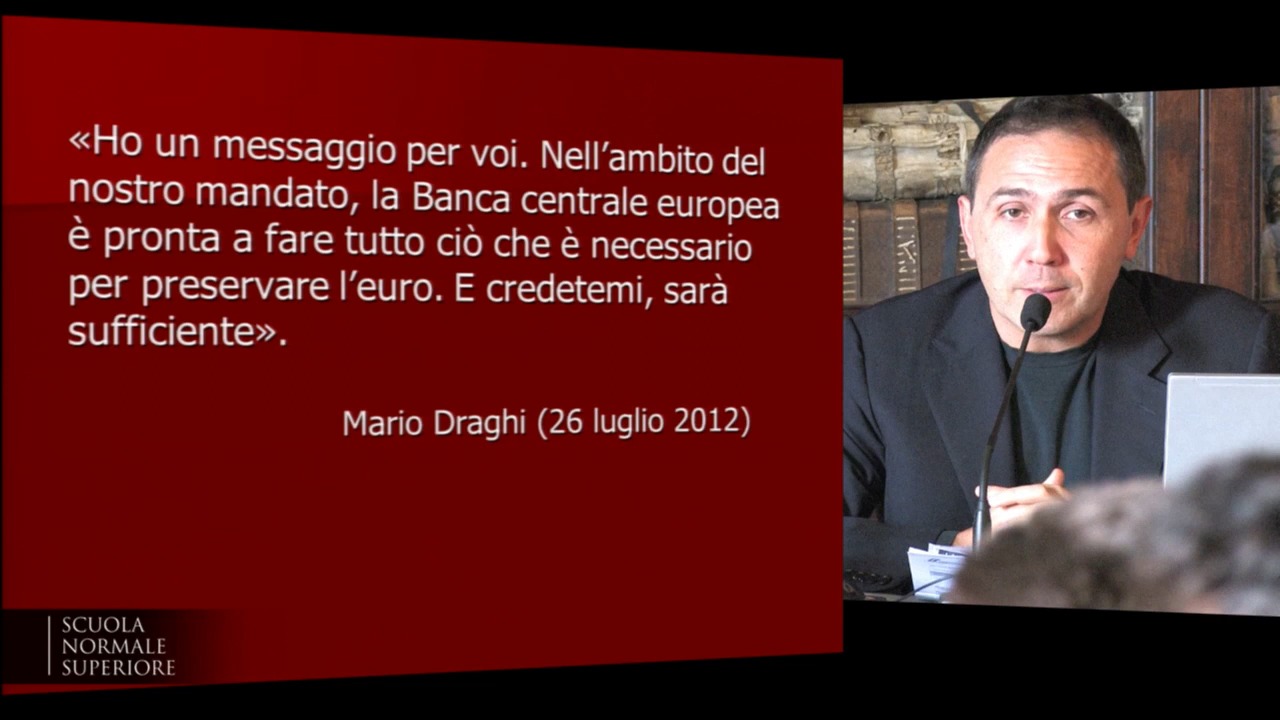 «Ho un messaggio per voi. Nell’ambito del
nostro mandato, la Banca centrale europea
è pronta a fare tutto ciò che è necessario
per preservare l’euro. E credetemi, sarà
sufficiente».
Mario Draghi (26 luglio 2012)
SCUOLA
NORMALE
SUPERIORE